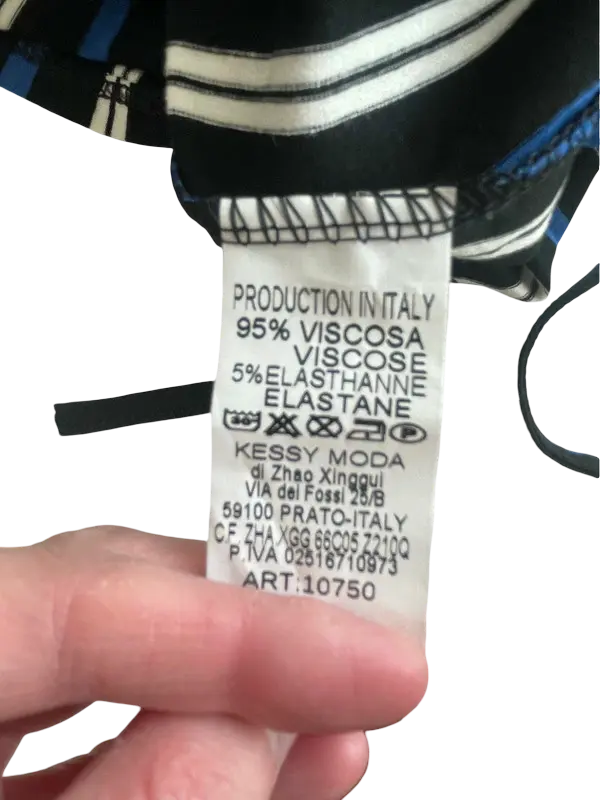 PRODUCTION IN ITALY
95% VISCOSA
VISCOSE
5% ELASTHANNE
ELASTANE
30 P
KESSY MODA
di Zhao Xinggui
VIA dei Fossi 25/B
59100 PRATO-ITALY
C.F. ZHA XGG 66C05 Z210Q
P.IVA 02516710973
ART:10750